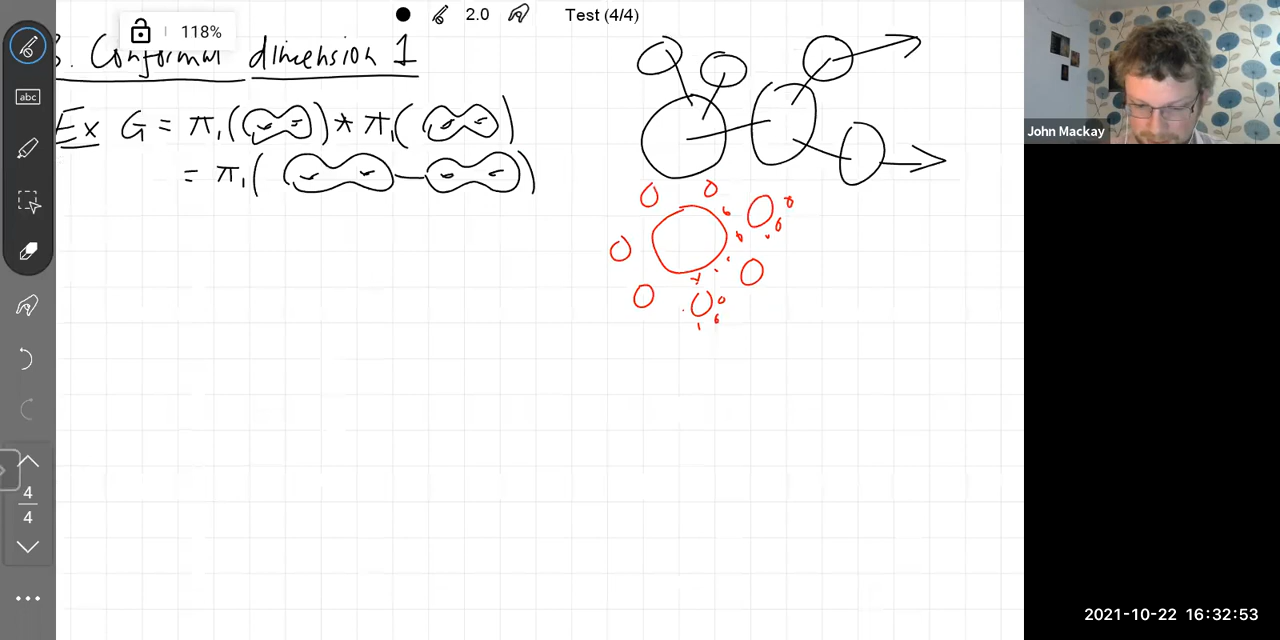 2.0
Test (4/4)
118%
3. Conformal dimension 1
Ex G = π₁( ) * π₁( )
= π₁( )
abc
4
4
John Mackay
2021-10-22 16:32:53